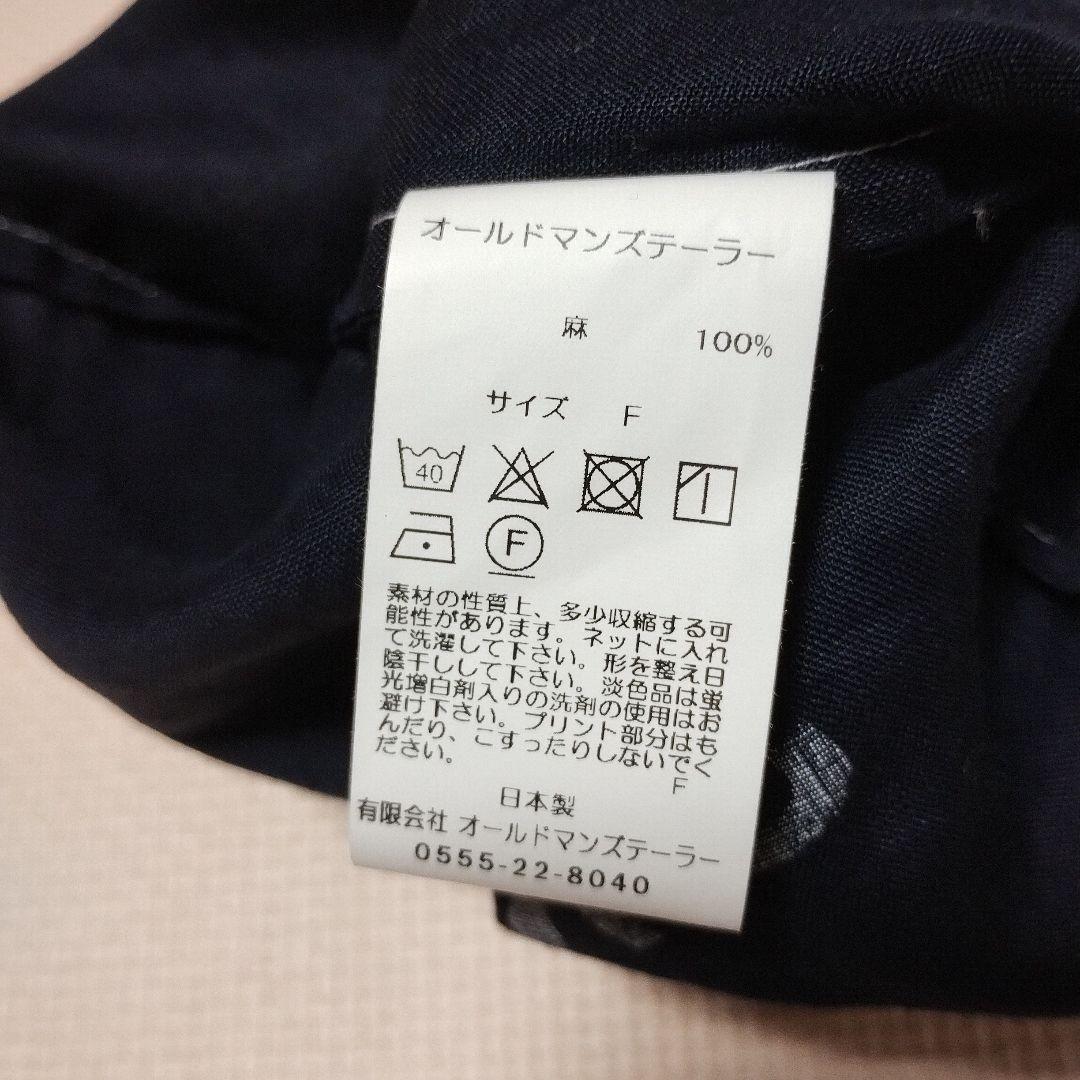 オールドマンズテーラー
麻 100%
サイズ F
40
F
素材の性質上、多少収縮する可
能性があります。ネットに入れ
て洗濯して下さい。形を整え日
陰干しして下さい。淡色品は蛍
光増白剤入りの洗剤の使用はお
避け下さい。プリント部分はも
んだり、こすったりしないでく
ださい。
F
日本製
有限会社 オールドマンズテーラー
0555-22-8040